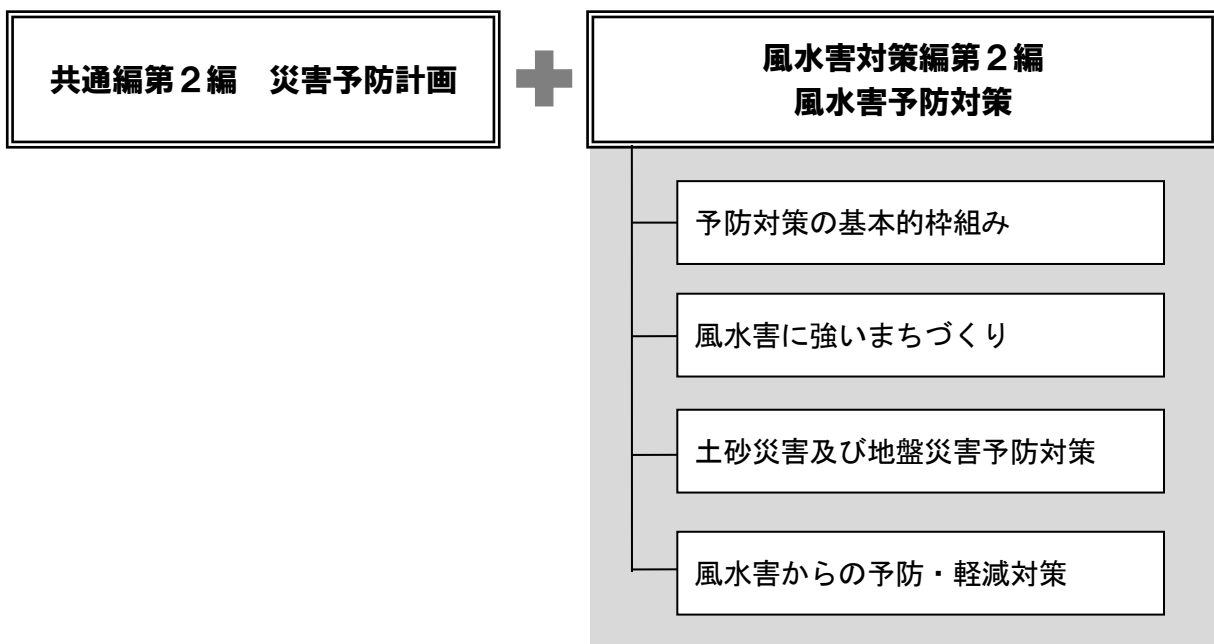 共通編第２編　災害予防計画
風水害対策編第２編
風水害予防対策
予防対策の基本的枠組み
風水害に強いまちづくり
土砂災害及び地盤災害予防対策
風水害からの予防・軽減対策